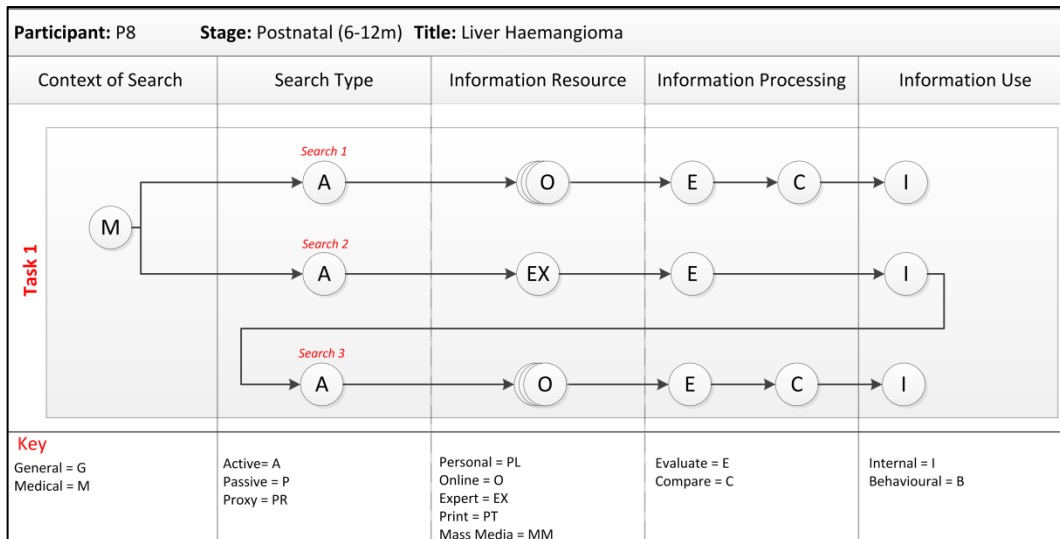 Participant: P8 Stage: Postnatal (6-12m) Title: Liver Haemangioma
Context of Search Search Type Information Resource Information Processing Information Use
Task 1
Search 1
A O E C I
M
Search 2
A EX E I
Search 3
A O E C I
Key
General = G
Medical = M
Active= A
Passive = P
Proxy = PR
Personal = PL
Online = O
Expert = EX
Print = PT
Mass Media = MM
Evaluate = E
Compare = C
Internal = I
Behavioural = B